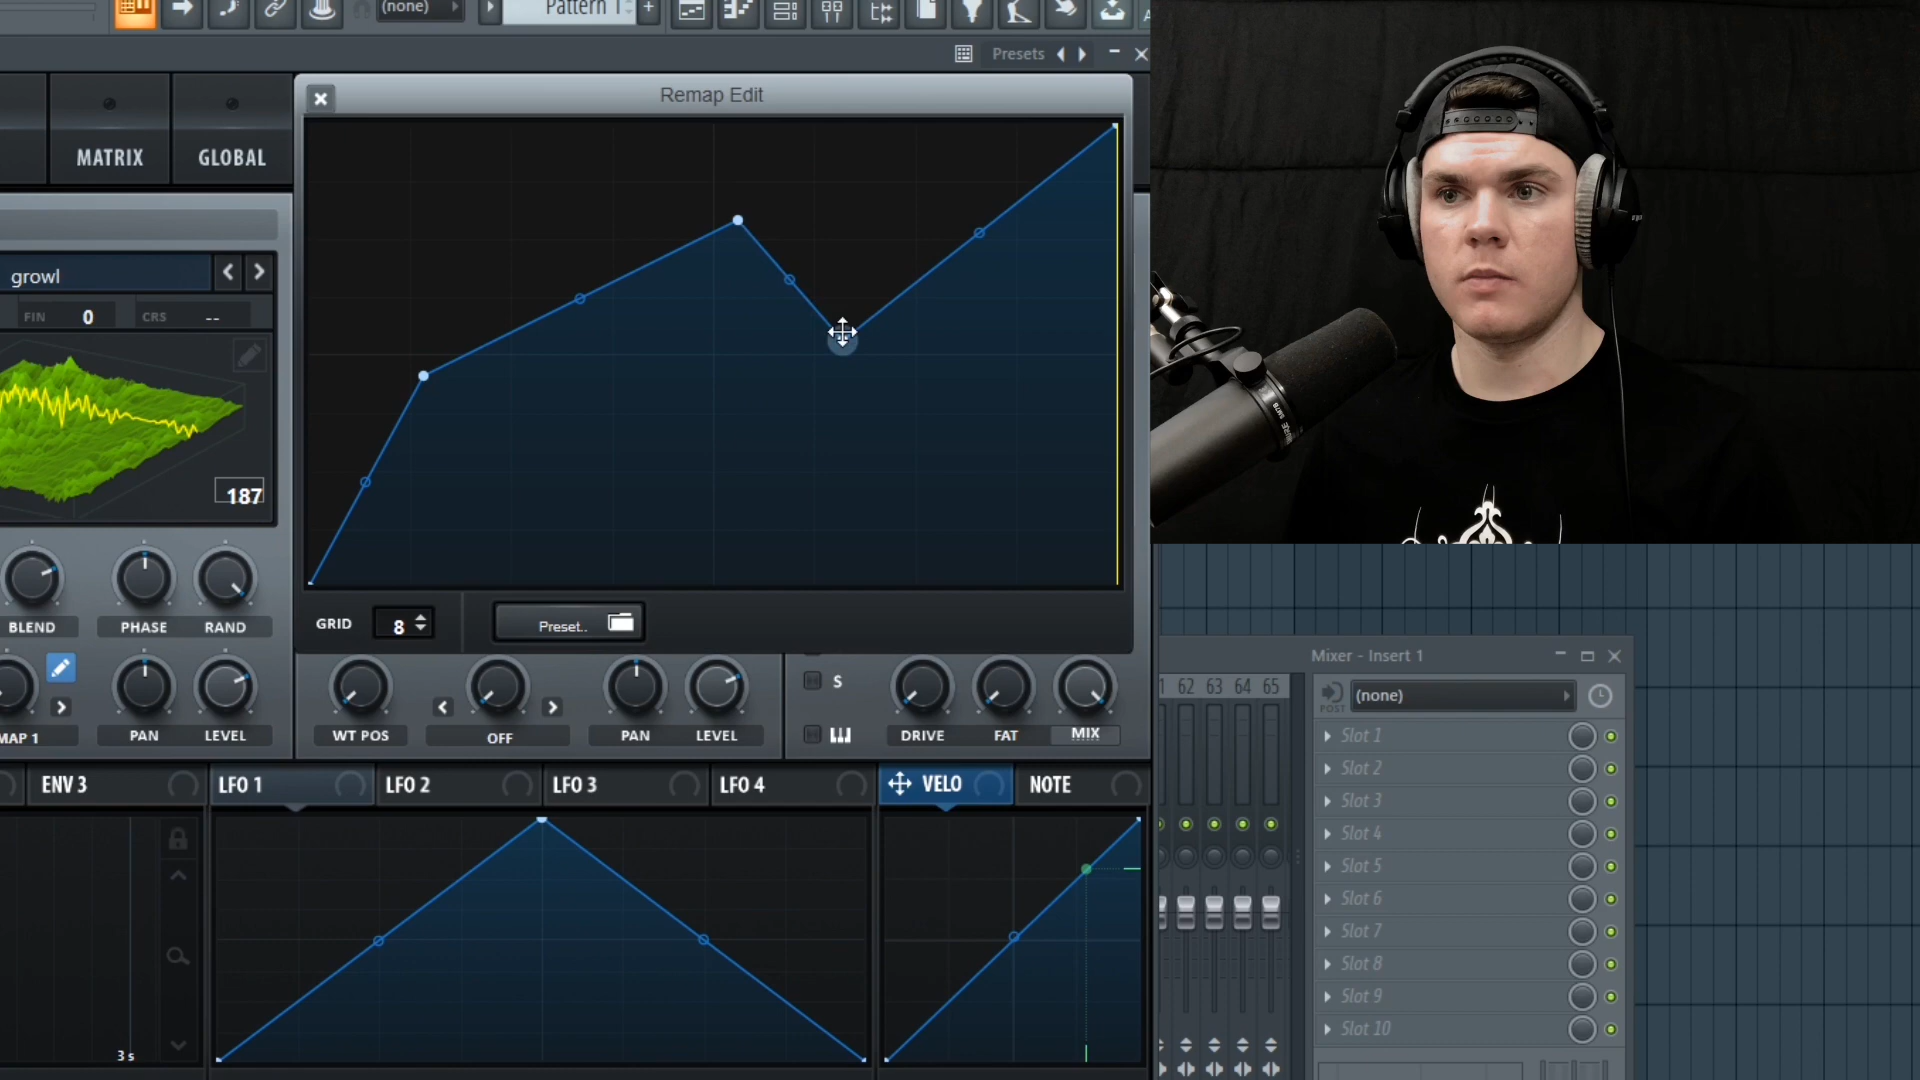 (none)
Pattern 1
+
Presets
Remap Edit
MATRIX
GLOBAL
growl
FIN
0
CRS
--
187
GRID
8
Preset..
BLEND
PHASE
RAND
S
MAP 1
PAN
LEVEL
WT POS
OFF
PAN
LEVEL
DRIVE
FAT
MIX
ENV 3
LFO 1
LFO 2
LFO 3
LFO 4
VELO
NOTE
3 s
Mixer - Insert 1
62
63
64
65
POST
(none)
Slot 1
Slot 2
Slot 3
Slot 4
Slot 5
Slot 6
Slot 7
Slot 8
Slot 9
Slot 10
SHURE SM7B